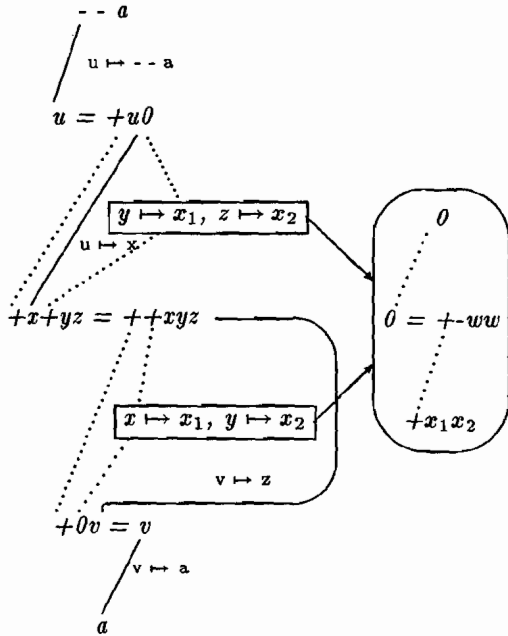 - - a
u ↦ - - a
u = +u0
y ↦ x₁, z ↦ x₂
0
u ↦ x
+x+yz = ++xyz
0 = +-ww
x ↦ x₁, y ↦ x₂
+x₁x₂
v ↦ z
+0v = v
v ↦ a
a